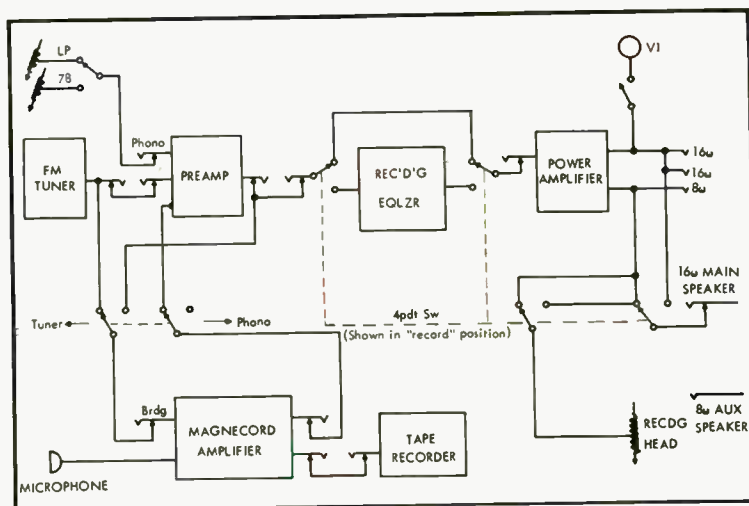 LP
78
VI
Phono
FM
TUNER
PREAMP
REC'D'G
EQLZR
POWER
AMPLIFIER
16ω
16ω
8ω
16ω MAIN
SPEAKER
Tuner
Phono
4pdt Sw
(Shown in "record" position)
Brdg
MAGNECORD
AMPLIFIER
TAPE
RECORDER
RECDG
HEAD
8ω AUX
SPEAKER
MICROPHONE